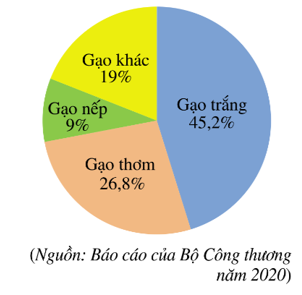 Gạo khác
19%
Gạo nếp
9%
Gạo trắng
45,2%
Gạo thơm
26,8%
(Nguồn: Báo cáo của Bộ Công thương
năm 2020)